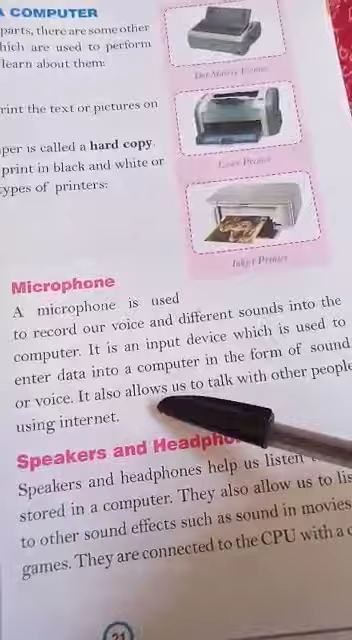 A COMPUTER
parts, there are some other
which are used to perform
learn about them:
Dot Matrix Printer
print the text or pictures on
paper is called a hard copy.
print in black and white or
types of printers:
Laser Printer
Inkjet Printer
Microphone
A microphone is used
to record our voice and different sounds into the
computer. It is an input device which is used to
enter data into a computer in the form of sound
or voice. It also allows us to talk with other people
using internet.
Speakers and Headpho
Speakers and headphones help us listen
stored in a computer. They also allow us to lis
to other sound effects such as sound in movies
games. They are connected to the CPU with a c
21